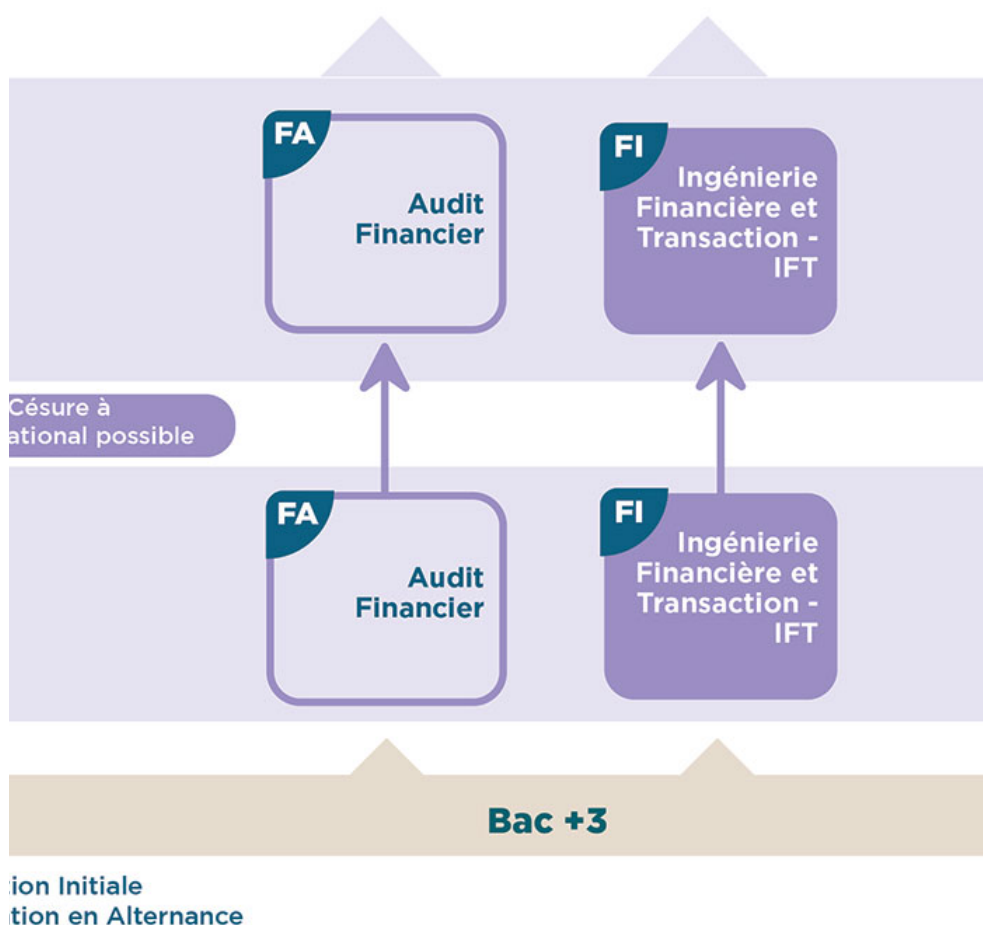 FA
Audit
Financier
FI
Ingénierie
Financière et
Transaction -
IFT
Césure à
ational possible
FA
Audit
Financier
FI
Ingénierie
Financière et
Transaction -
IFT
Bac +3
tion Initiale
ation en Alternance